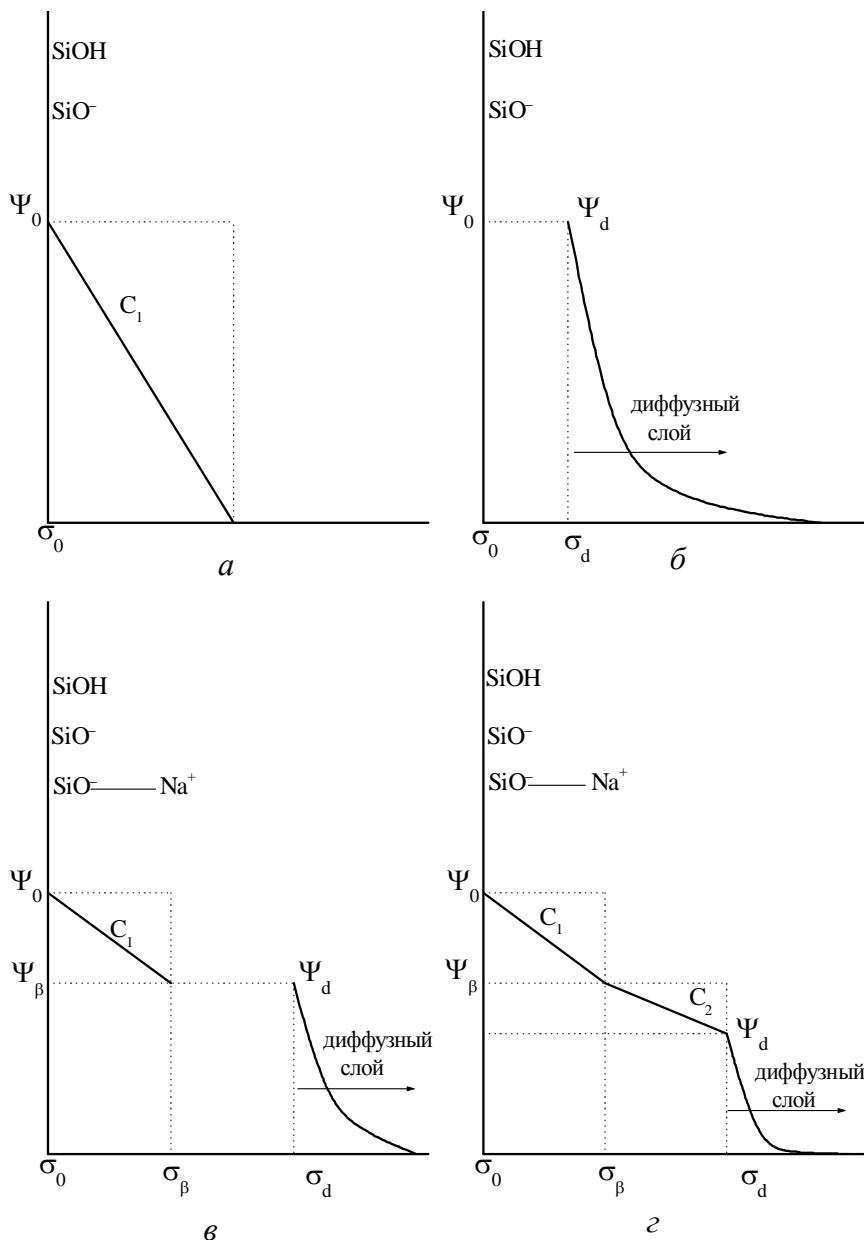 SiOH
SiO⁻
Ψ₀
C₁
σ₀
а
SiOH
SiO⁻
Ψ₀
Ψd
диффузный
слой
σ₀
σd
б
SiOH
SiO⁻
SiO⁻ Na⁺
Ψ₀
C₁
Ψβ
Ψd
диффузный
слой
σ₀
σβ
σd
в
SiOH
SiO⁻
SiO⁻ Na⁺
Ψ₀
C₁
Ψβ
C₂
Ψd
диффузный
слой
σ₀
σβ
σd
г